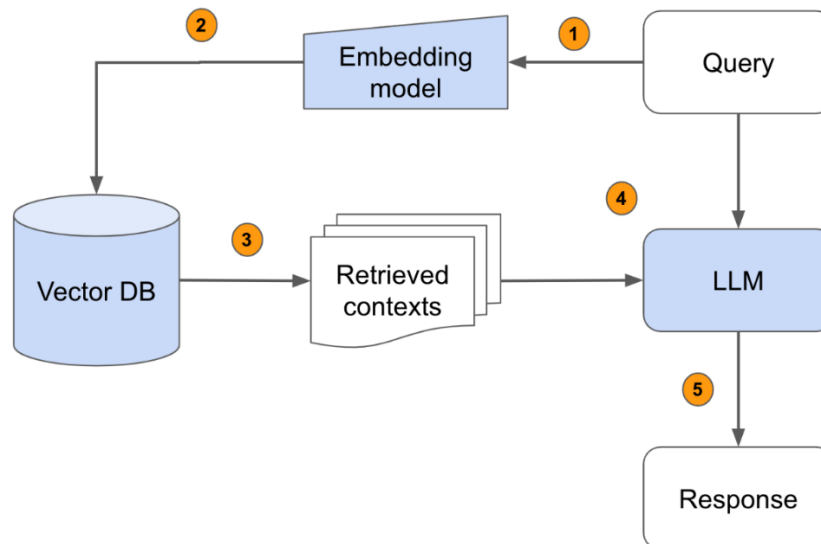 2
1
Embedding
model
Query
4
3
Vector DB
Retrieved
contexts
LLM
5
Response